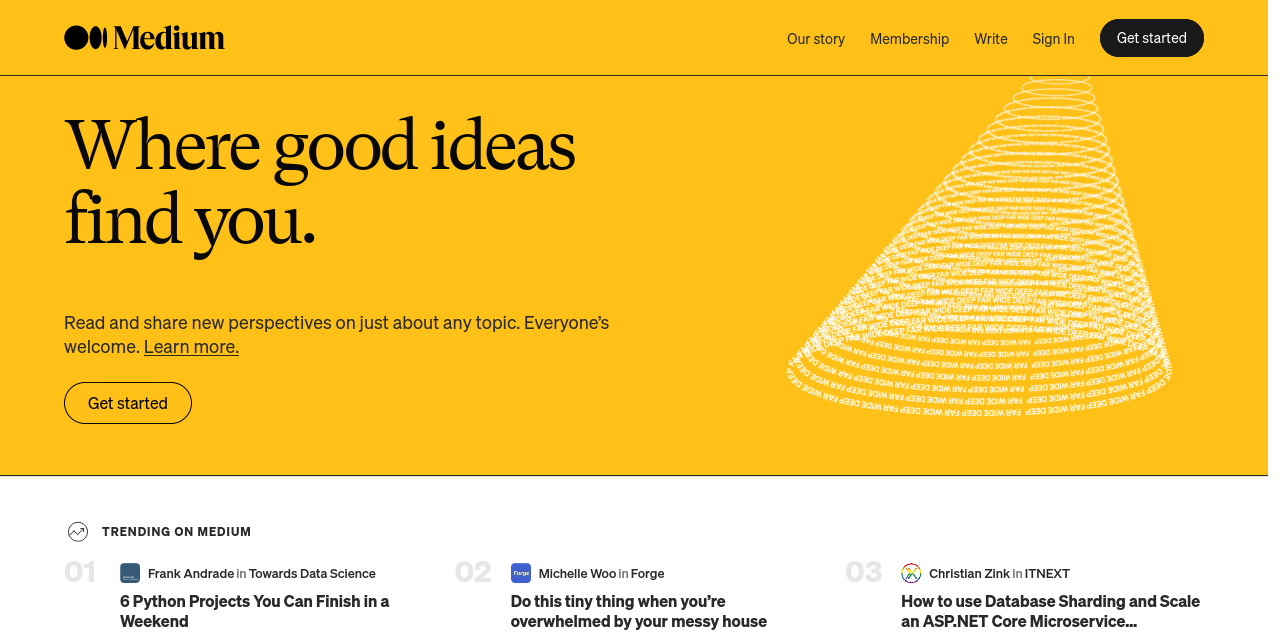 Medium
Our story Membership Write Sign In Get started
Where good ideas
find you.
Read and share new perspectives on just about any topic. Everyone’s
welcome. Learn more.
Get started
DEEP FAR WIDE DEEP FAR WIDE DEEP FAR WIDE DEEP FAR WIDE
TRENDING ON MEDIUM
01
Frank Andrade in Towards Data Science
6 Python Projects You Can Finish in a
Weekend
02
Forge
Michelle Woo in Forge
Do this tiny thing when you’re
overwhelmed by your messy house
03
Christian Zink in ITNEXT
How to use Database Sharding and Scale
an ASP.NET Core Microservice...